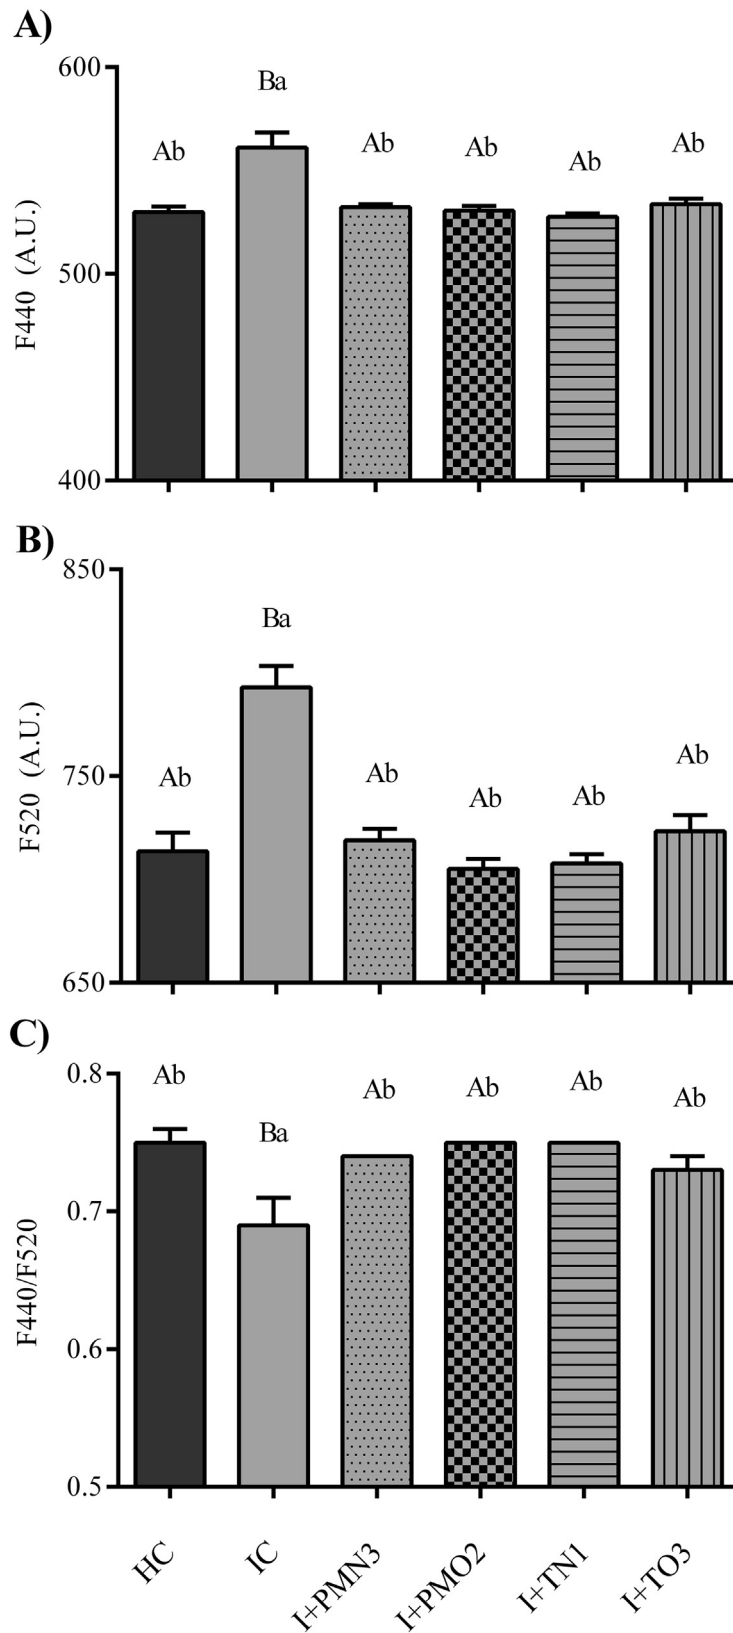 A)
600
500
400
F440 (A.U.)
Ab
Ba
Ab
Ab
Ab
Ab
B)
850
750
650
F520 (A.U.)
Ab
Ba
Ab
Ab
Ab
Ab
C)
0.8
0.7
0.6
0.5
F440/F520
Ab
Ba
Ab
Ab
Ab
Ab
HC
IC
I+PMN3
I+PMO2
I+TN1
I+TO3